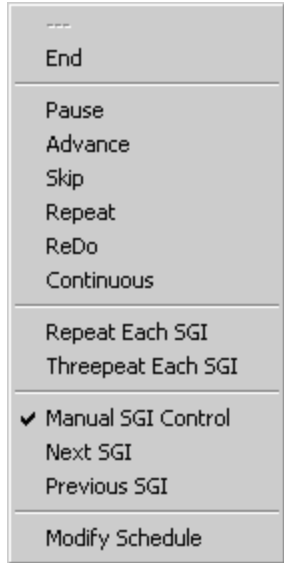 ---
End
Pause
Advance
Skip
Repeat
ReDo
Continuous
Repeat Each SGI
Threepeat Each SGI
Manual SGI Control
Next SGI
Previous SGI
Modify Schedule